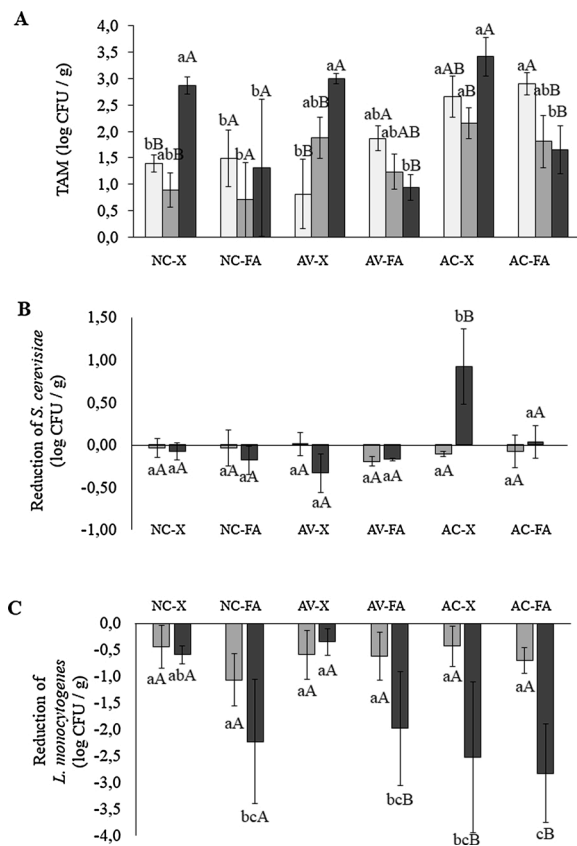 A
TAM (log CFU / g)
4,0
3,5
3,0
2,5
2,0
1,5
1,0
0,5
0,0
bB abB aA
bA bA bA
bB abB aA
abA abAB bB
aAB aB aA
aA abB bB
NC-X NC-FA AV-X AV-FA AC-X AC-FA
B
Reduction of S. cerevisiae
(log CFU / g)
1,50
1,00
0,50
0,00
-0,50
-1,00
aA aA
aA aA
aA aA
aA aA
aA bB
aA aA
NC-X NC-FA AV-X AV-FA AC-X AC-FA
C
Reduction of
L. monocytogenes
(log CFU / g)
NC-X NC-FA AV-X AV-FA AC-X AC-FA
0,0
-0,5
-1,0
-1,5
-2,0
-2,5
-3,0
-3,5
-4,0
aA abA
aA bcA
aA aA
aA bcB
aA bcB
aA cB